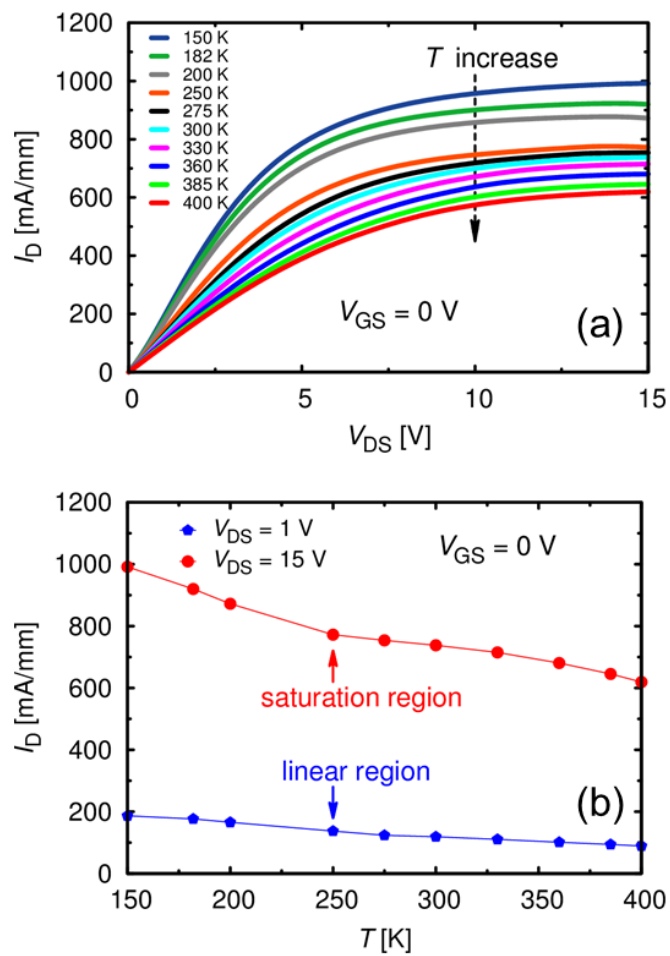 1200
1000
800
600
400
200
0
I_D [mA/mm]
150 K
182 K
200 K
250 K
275 K
300 K
330 K
360 K
385 K
400 K
T increase
V_GS = 0 V
(a)
0 5 10 15
V_DS [V]
1200
1000
800
600
400
200
0
I_D [mA/mm]
V_DS = 1 V
V_DS = 15 V
V_GS = 0 V
saturation region
linear region
(b)
150 200 250 300 350 400
T [K]